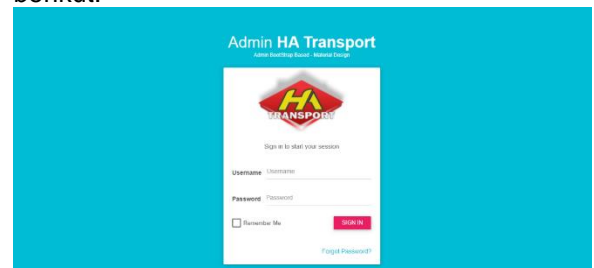 berikut.
Admin HA Transport
Admin BootStrap Based - Material Design
HA
TRANSPORT
Sign in to start your session
Username Username
Password Password
Remember Me SIGN IN
Forgot Password?